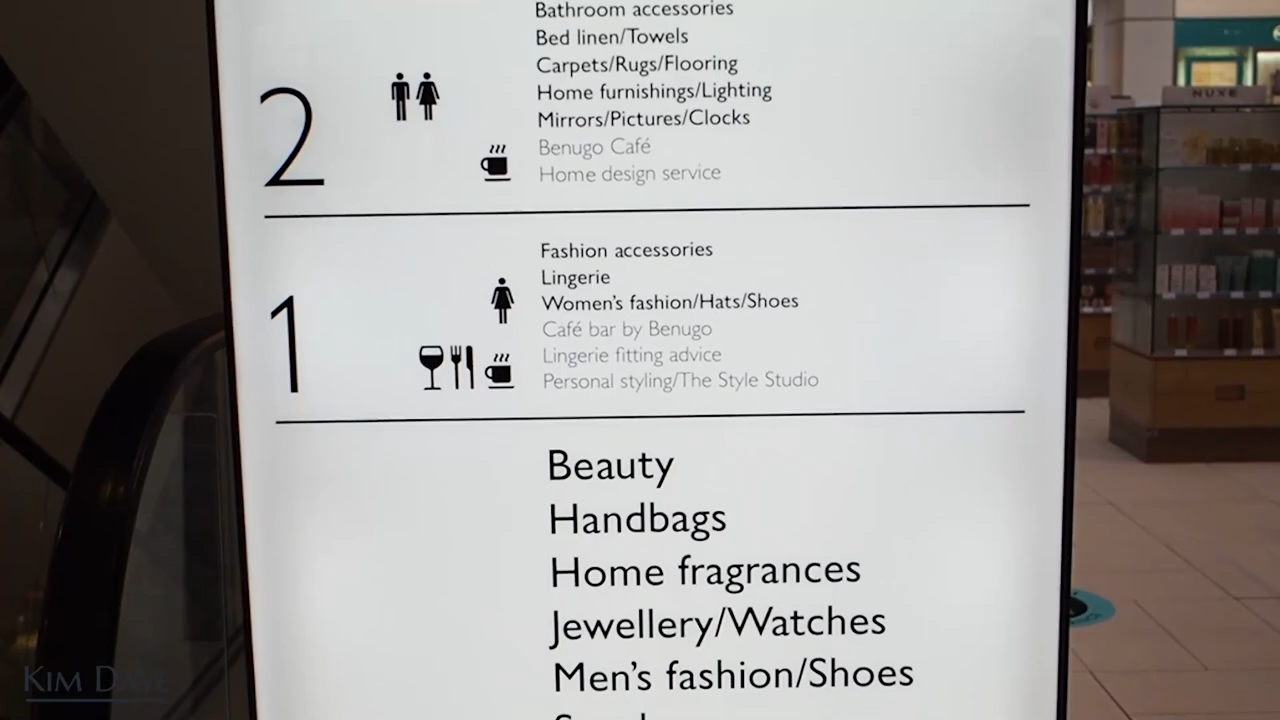 Bathroom accessories
Bed linen/Towels
Carpets/Rugs/Flooring
Home furnishings/Lighting
Mirrors/Pictures/Clocks
Benugo Café
Home design service
2
Fashion accessories
Lingerie
Women's fashion/Hats/Shoes
Café bar by Benugo
Lingerie fitting advice
Personal styling/The Style Studio
1
Beauty
Handbags
Home fragrances
Jewellery/Watches
Men's fashion/Shoes
NUXE
KIM